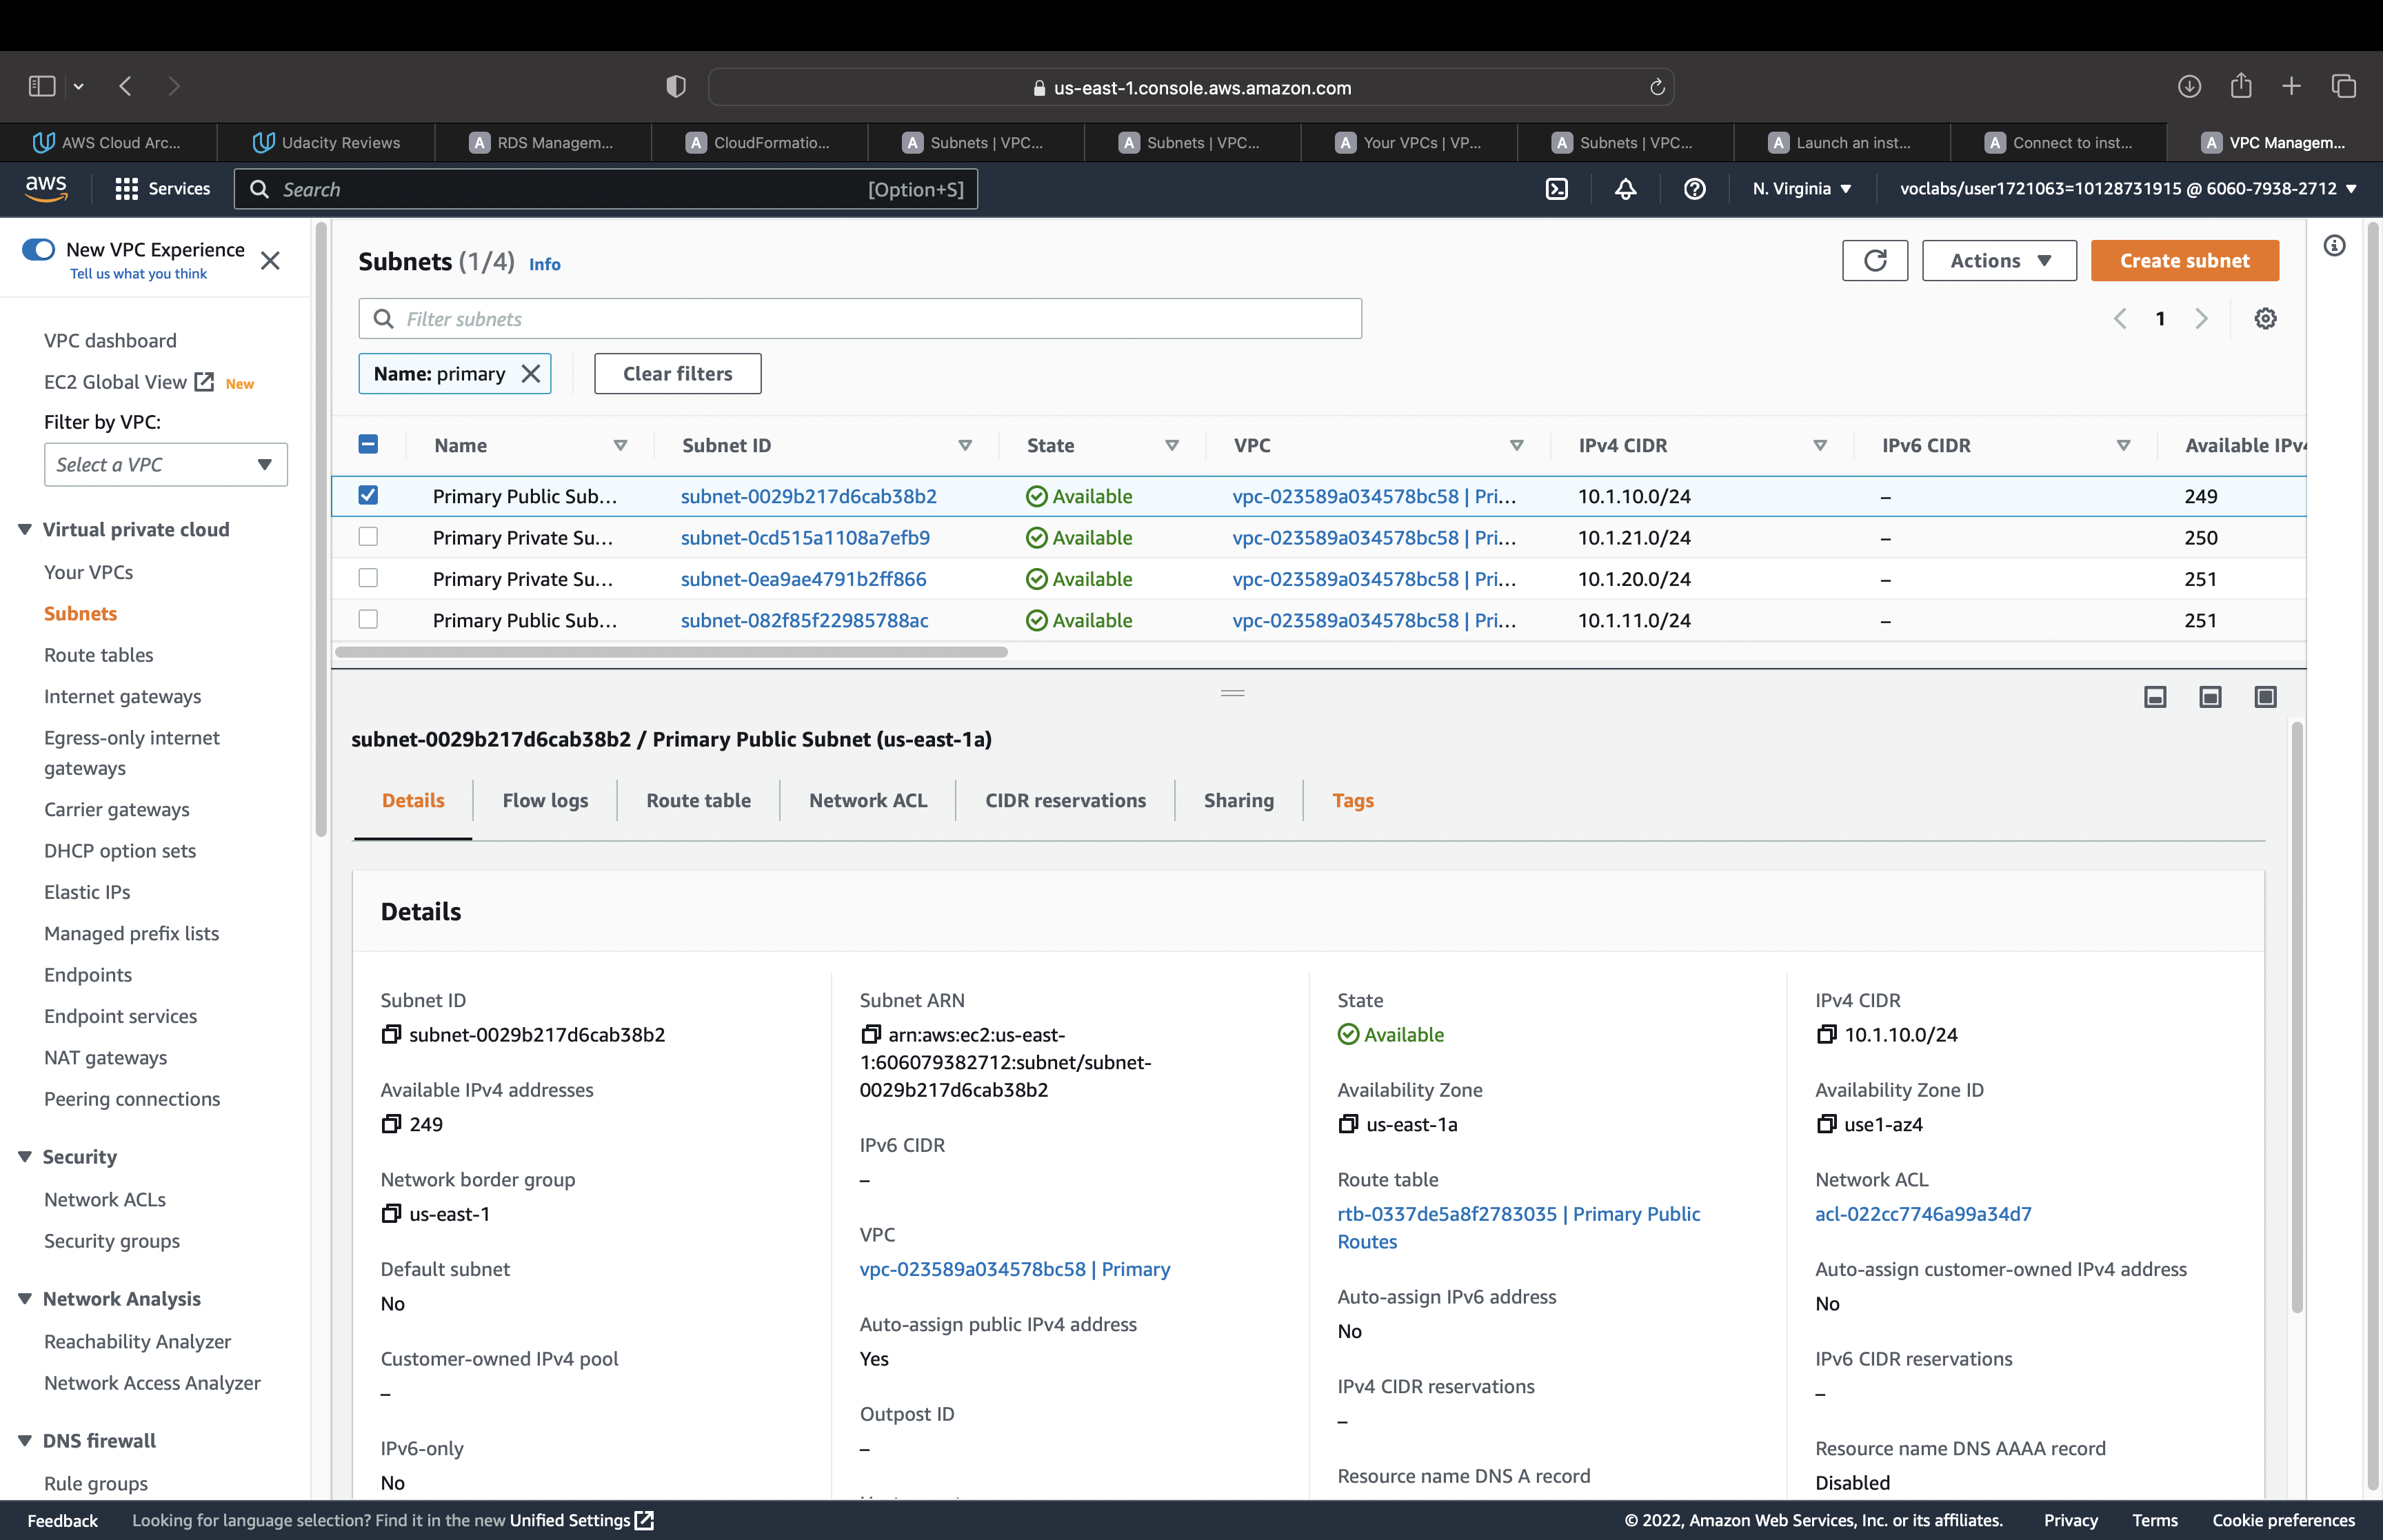 us-east-1.console.aws.amazon.com
AWS Cloud Arc...
Udacity Reviews
RDS Managem...
CloudFormatio...
Subnets | VPC...
Subnets | VPC...
Your VPCs | VP...
Subnets | VPC...
Launch an inst...
Connect to inst...
VPC Managem...
aws
Services
Search
[Option+S]
N. Virginia
voclabs/user1721063=10128731915 @ 6060-7938-2712
New VPC Experience
Tell us what you think
VPC dashboard
EC2 Global View New
Filter by VPC:
Select a VPC
Virtual private cloud
Your VPCs
Subnets
Route tables
Internet gateways
Egress-only internet
gateways
Carrier gateways
DHCP option sets
Elastic IPs
Managed prefix lists
Endpoints
Endpoint services
NAT gateways
Peering connections
Security
Network ACLs
Security groups
Network Analysis
Reachability Analyzer
Network Access Analyzer
DNS firewall
Rule groups
Subnets (1/4) Info
Actions
Create subnet
Filter subnets
1
Name: primary
Clear filters
Name Subnet ID State VPC IPv4 CIDR IPv6 CIDR Available IPv4
Primary Public Sub... subnet-0029b217d6cab38b2 Available vpc-023589a034578bc58 | Pri... 10.1.10.0/24 – 249
Primary Private Su... subnet-0cd515a1108a7efb9 Available vpc-023589a034578bc58 | Pri... 10.1.21.0/24 – 250
Primary Private Su... subnet-0ea9ae4791b2ff866 Available vpc-023589a034578bc58 | Pri... 10.1.20.0/24 – 251
Primary Public Sub... subnet-082f85f22985788ac Available vpc-023589a034578bc58 | Pri... 10.1.11.0/24 – 251
subnet-0029b217d6cab38b2 / Primary Public Subnet (us-east-1a)
Details
Flow logs
Route table
Network ACL
CIDR reservations
Sharing
Tags
Details
Subnet ID
subnet-0029b217d6cab38b2
Available IPv4 addresses
249
Network border group
us-east-1
Default subnet
No
Customer-owned IPv4 pool
–
IPv6-only
No
Subnet ARN
arn:aws:ec2:us-east-
1:606079382712:subnet/subnet-
0029b217d6cab38b2
IPv6 CIDR
–
VPC
vpc-023589a034578bc58 | Primary
Auto-assign public IPv4 address
Yes
Outpost ID
–
State
Available
Availability Zone
us-east-1a
Route table
rtb-0337de5a8f2783035 | Primary Public
Routes
Auto-assign IPv6 address
No
IPv4 CIDR reservations
–
Resource name DNS A record
IPv4 CIDR
10.1.10.0/24
Availability Zone ID
use1-az4
Network ACL
acl-022cc7746a99a34d7
Auto-assign customer-owned IPv4 address
No
IPv6 CIDR reservations
–
Resource name DNS AAAA record
Disabled
Feedback
Looking for language selection? Find it in the new Unified Settings
© 2022, Amazon Web Services, Inc. or its affiliates.
Privacy
Terms
Cookie preferences